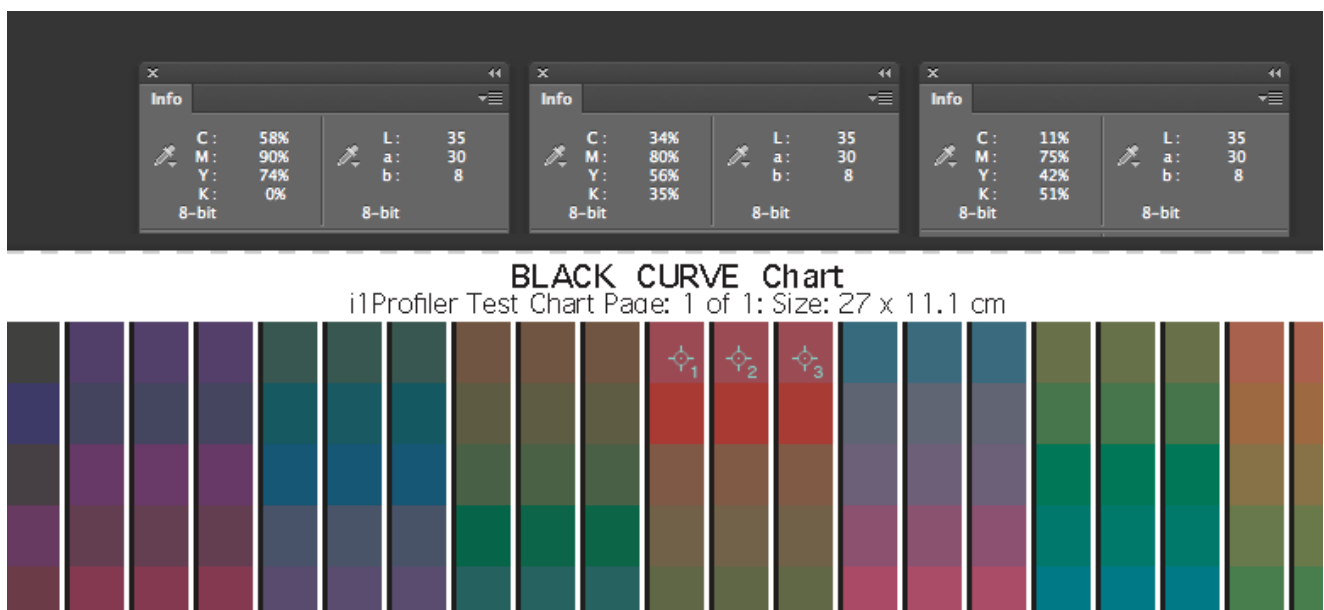 Info
C: 58% L: 35
M: 90% a: 30
Y: 74% b: 8
K: 0%
8-bit 8-bit
Info
C: 34% L: 35
M: 80% a: 30
Y: 56% b: 8
K: 35%
8-bit 8-bit
Info
C: 11% L: 35
M: 75% a: 30
Y: 42% b: 8
K: 51%
8-bit 8-bit
BLACK CURVE Chart
i1Profiler Test Chart Page: 1 of 1: Size: 27 x 11.1 cm
1 2 3